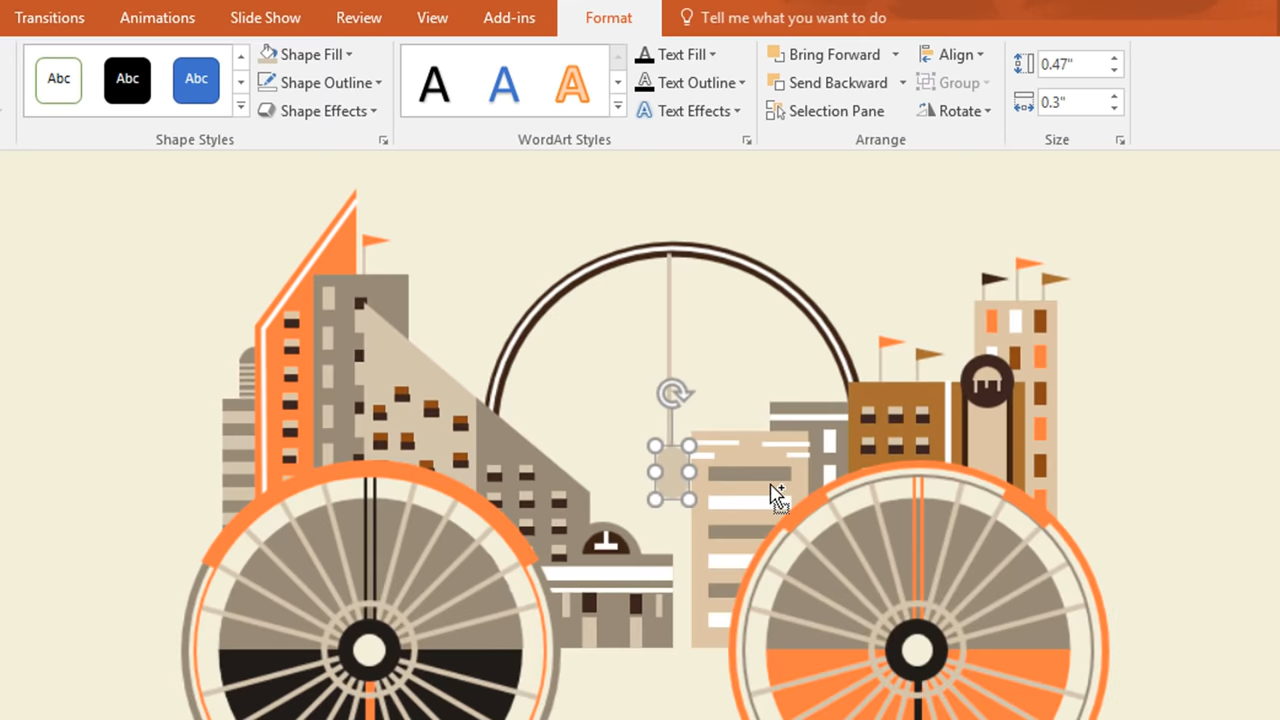 Transitions Animations Slide Show Review View Add-ins Format Tell me what you want to do
Abc Abc Abc
Shape Fill
Shape Outline
Shape Effects
Shape Styles
A A A
Text Fill
Text Outline
Text Effects
WordArt Styles
Bring Forward
Send Backward
Selection Pane
Align
Group
Rotate
Arrange
0.47"
0.3"
Size